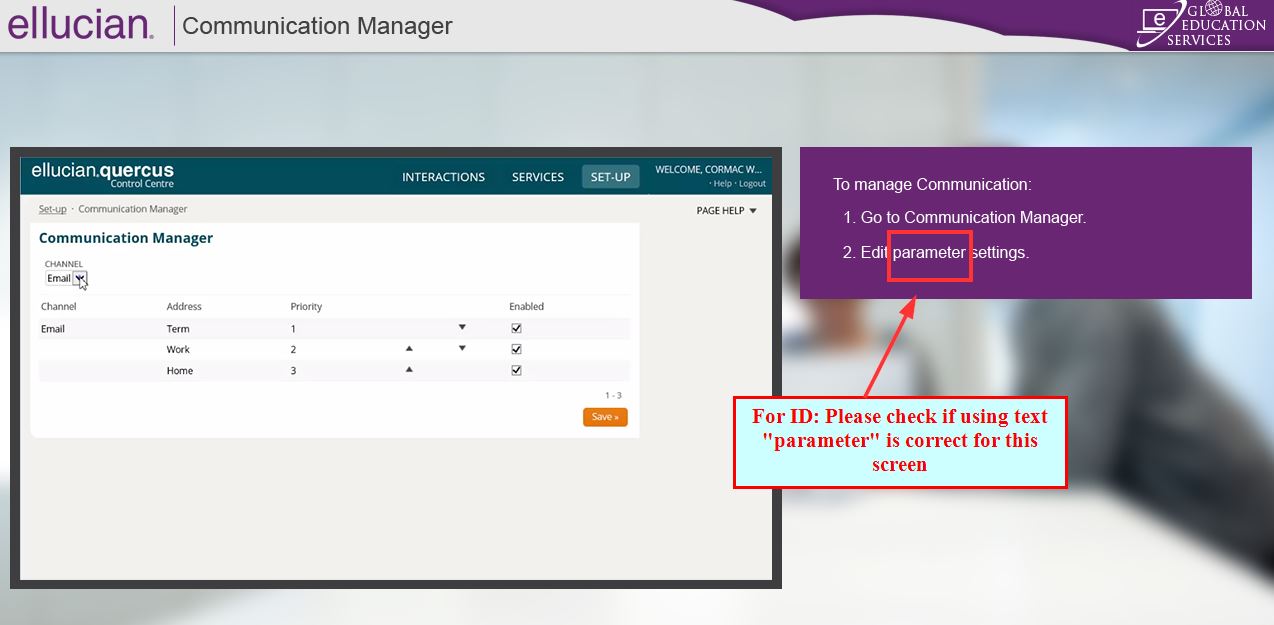 ellucian.
Communication Manager
e
GLOBAL
EDUCATION
SERVICES
ellucian.quercus
Control Centre
INTERACTIONS
SERVICES
SET-UP
WELCOME, CORMAC W...
· Help · Logout
Set-up · Communication Manager
PAGE HELP
Communication Manager
CHANNEL
Email
Channel Address Priority Enabled
Email Term 1
Work 2
Home 3
1 - 3
Save »
To manage Communication:
1. Go to Communication Manager.
2. Edit parameter settings.
For ID: Please check if using text
"parameter" is correct for this
screen